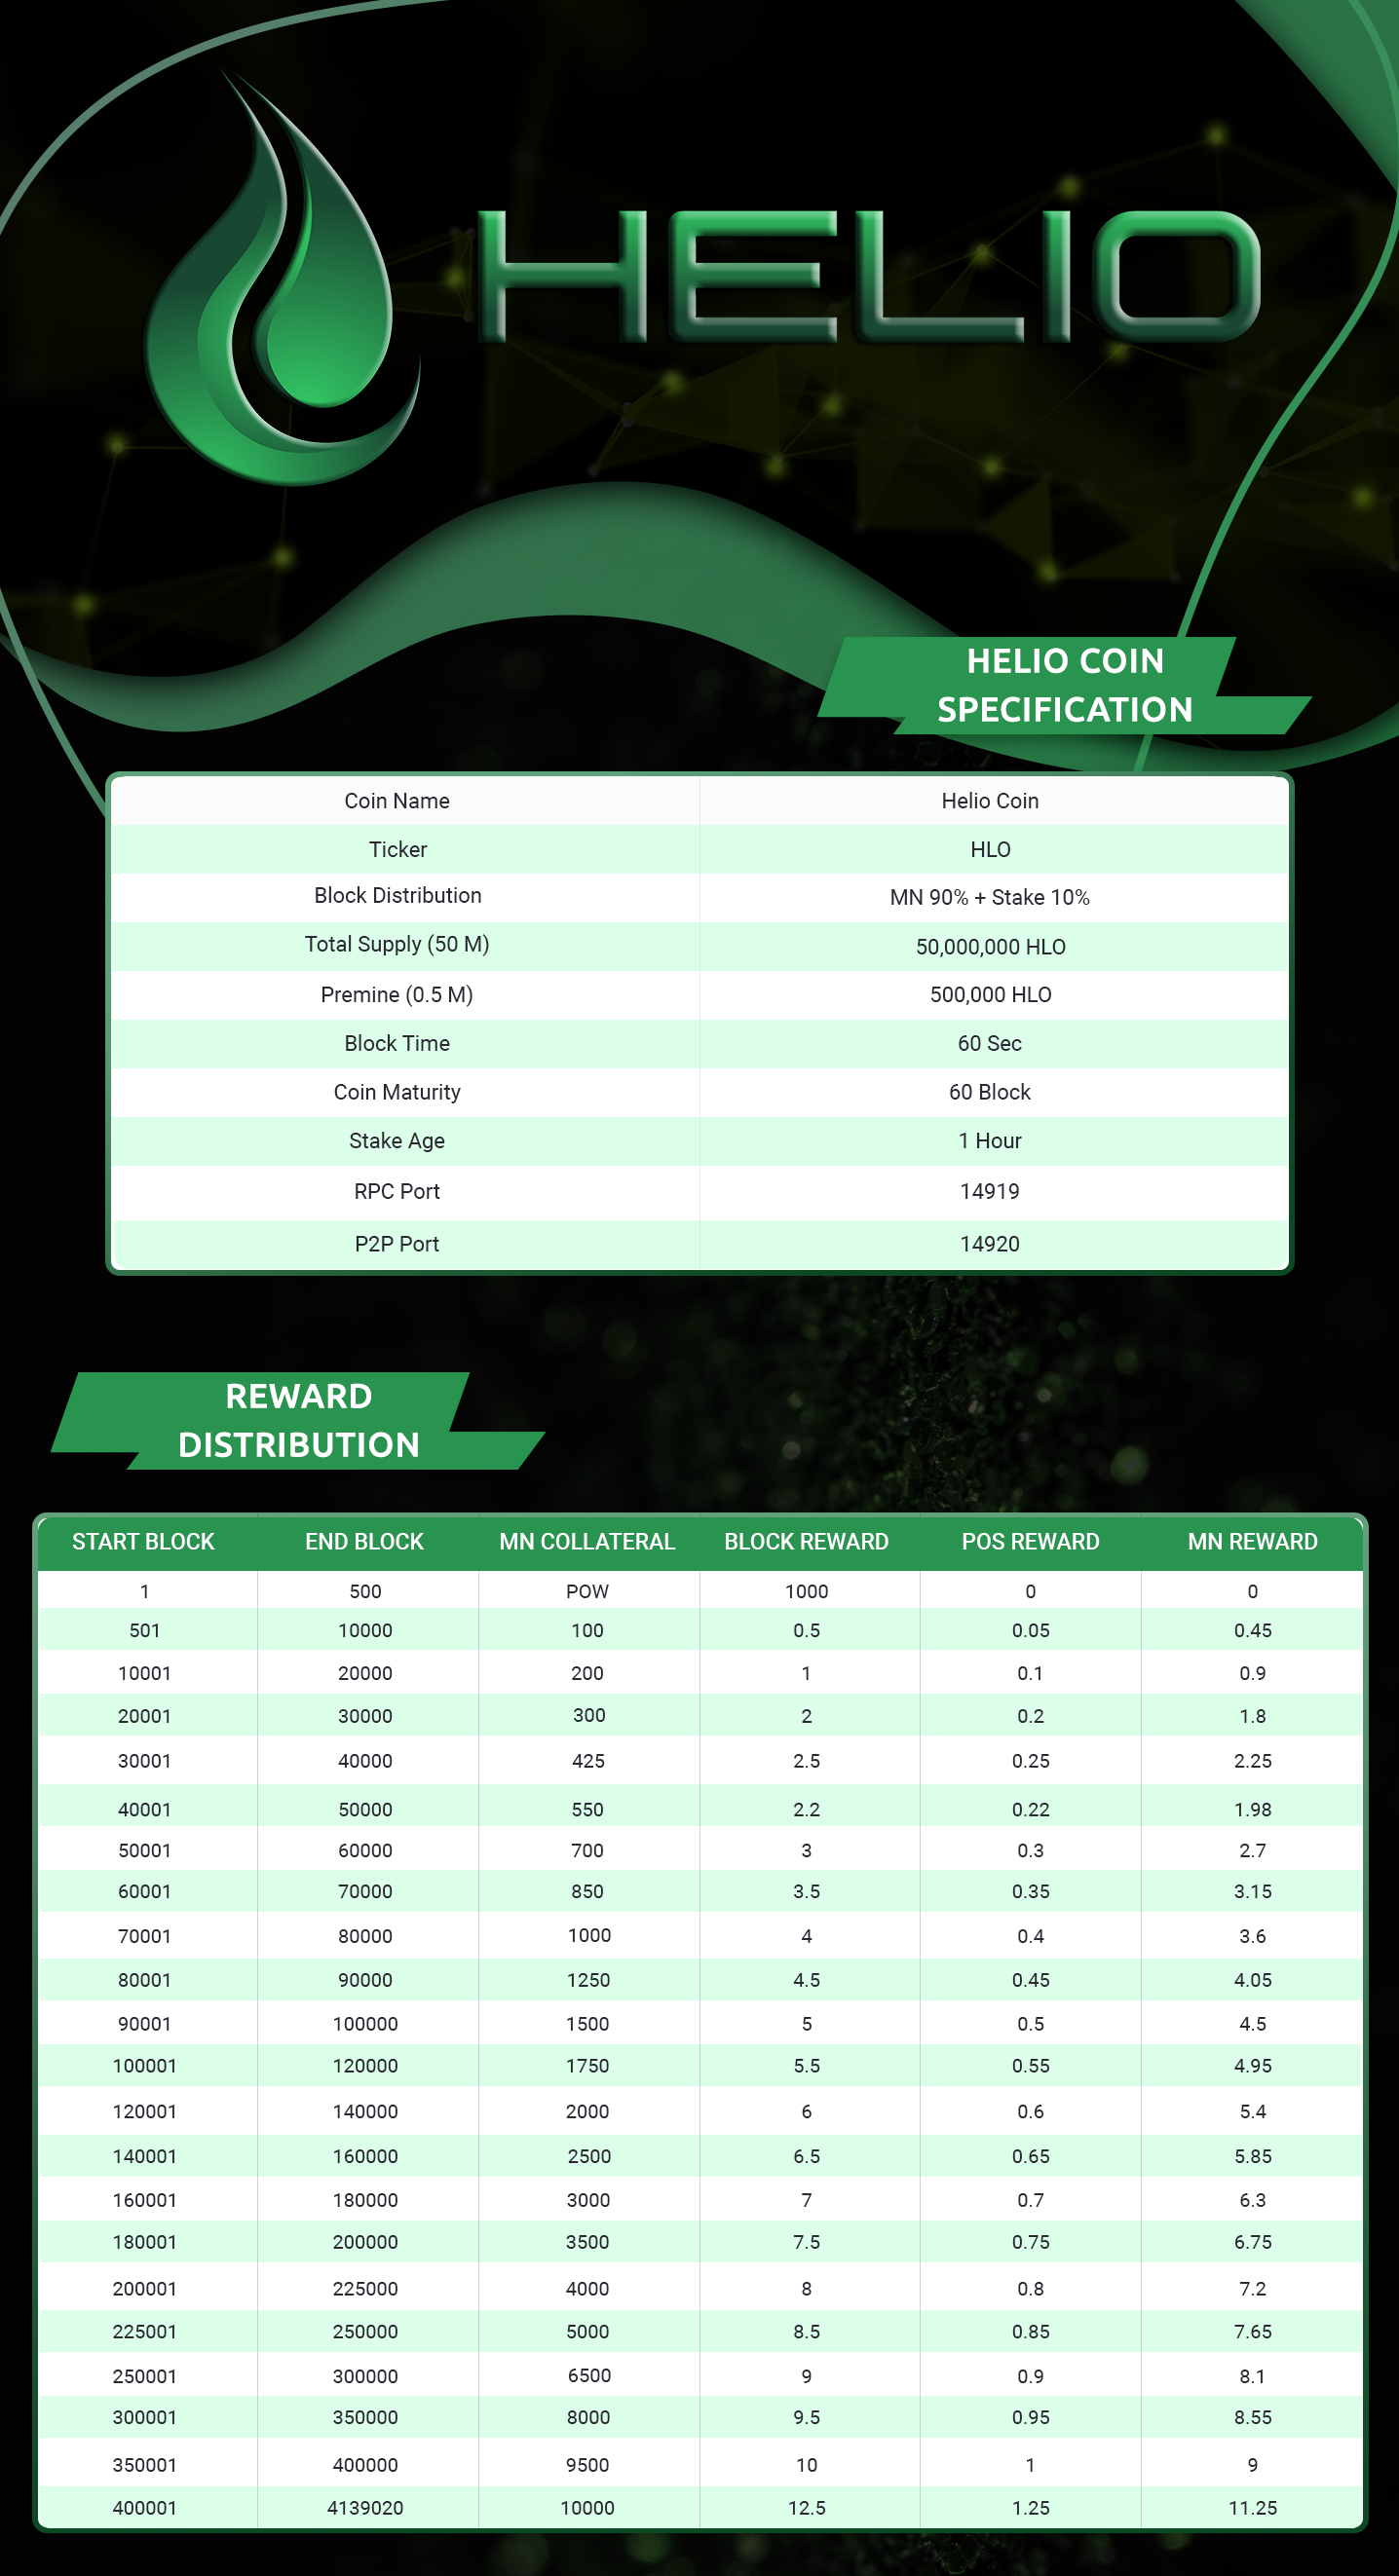 HELIO
HELIO COIN
SPECIFICATION
Coin Name Helio Coin
Ticker HLO
Block Distribution MN 90% + Stake 10%
Total Supply (50 M) 50,000,000 HLO
Premine (0.5 M) 500,000 HLO
Block Time 60 Sec
Coin Maturity 60 Block
Stake Age 1 Hour
RPC Port 14919
P2P Port 14920
REWARD
DISTRIBUTION
START BLOCK END BLOCK MN COLLATERAL BLOCK REWARD POS REWARD MN REWARD
1 500 POW 1000 0 0
501 10000 100 0.5 0.05 0.45
10001 20000 200 1 0.1 0.9
20001 30000 300 2 0.2 1.8
30001 40000 425 2.5 0.25 2.25
40001 50000 550 2.2 0.22 1.98
50001 60000 700 3 0.3 2.7
60001 70000 850 3.5 0.35 3.15
70001 80000 1000 4 0.4 3.6
80001 90000 1250 4.5 0.45 4.05
90001 100000 1500 5 0.5 4.5
100001 120000 1750 5.5 0.55 4.95
120001 140000 2000 6 0.6 5.4
140001 160000 2500 6.5 0.65 5.85
160001 180000 3000 7 0.7 6.3
180001 200000 3500 7.5 0.75 6.75
200001 225000 4000 8 0.8 7.2
225001 250000 5000 8.5 0.85 7.65
250001 300000 6500 9 0.9 8.1
300001 350000 8000 9.5 0.95 8.55
350001 400000 9500 10 1 9
400001 4139020 10000 12.5 1.25 11.25